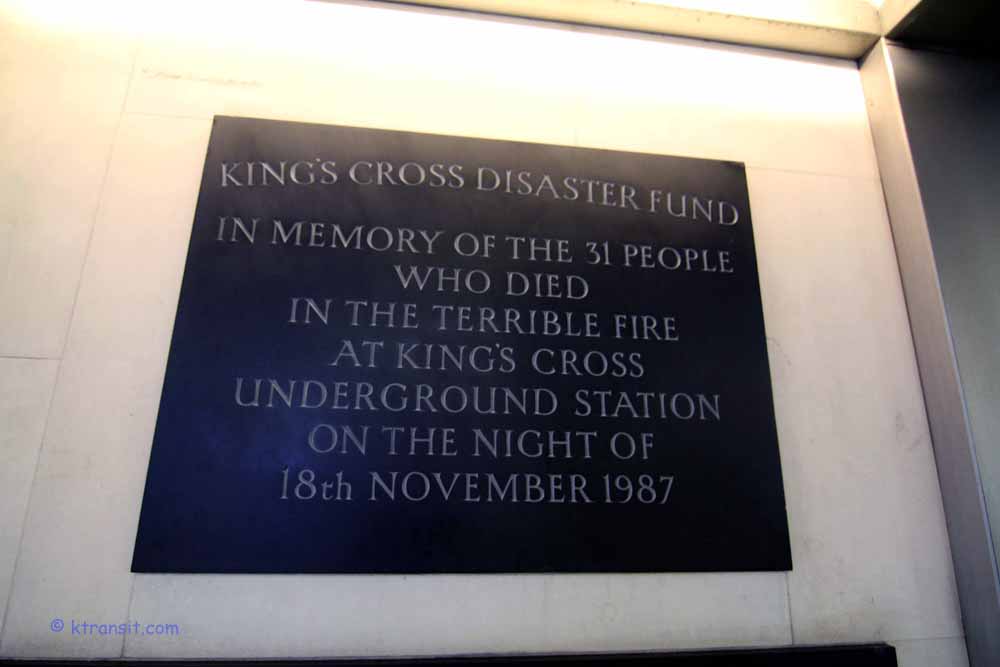 KING'S CROSS DISASTER FUND
IN MEMORY OF THE 31 PEOPLE
WHO DIED
IN THE TERRIBLE FIRE
AT KING'S CROSS
UNDERGROUND STATION
ON THE NIGHT OF
18th NOVEMBER 1987
© ktransit.com